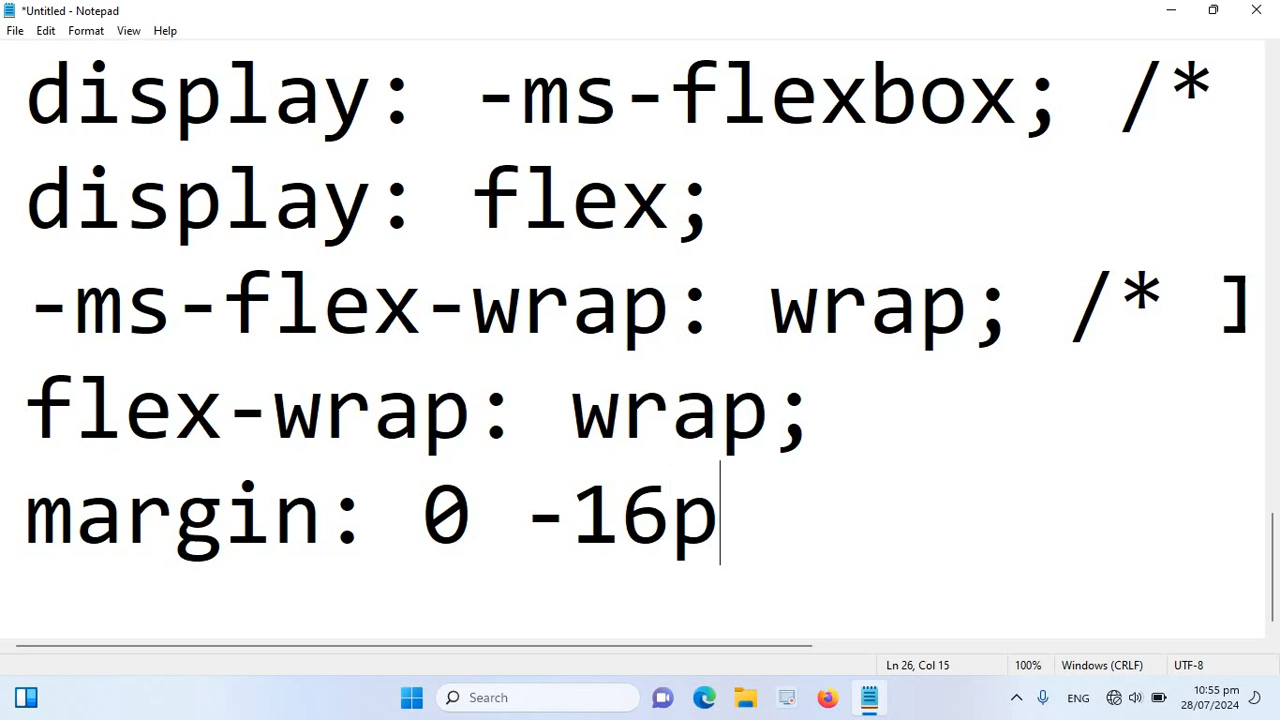 *Untitled - Notepad
File Edit Format View Help
display: -ms-flexbox; /*
display: flex;
-ms-flex-wrap: wrap; /*
flex-wrap: wrap;
margin: 0 -16p
Ln 26, Col 15 100% Windows (CRLF) UTF-8
Search ENG 10:55 pm
28/07/2024